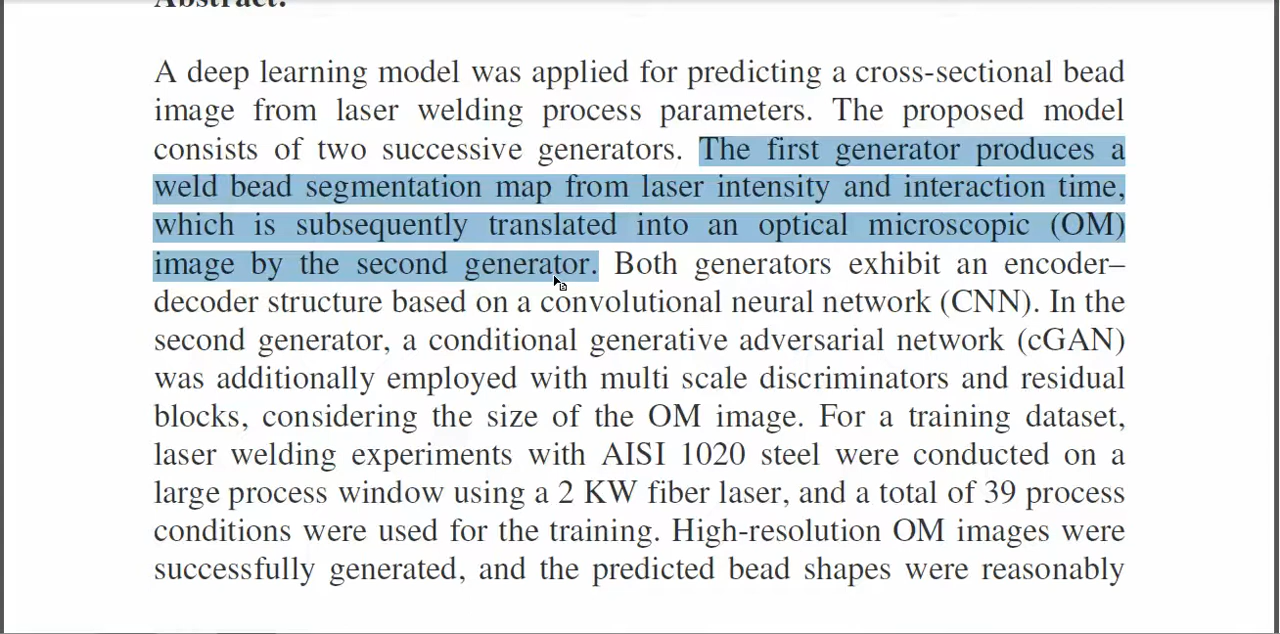 Abstract:
A deep learning model was applied for predicting a cross-sectional bead
image from laser welding process parameters. The proposed model
consists of two successive generators. The first generator produces a
weld bead segmentation map from laser intensity and interaction time,
which is subsequently translated into an optical microscopic (OM)
image by the second generator. Both generators exhibit an encoder–
decoder structure based on a convolutional neural network (CNN). In the
second generator, a conditional generative adversarial network (cGAN)
was additionally employed with multi scale discriminators and residual
blocks, considering the size of the OM image. For a training dataset,
laser welding experiments with AISI 1020 steel were conducted on a
large process window using a 2 KW fiber laser, and a total of 39 process
conditions were used for the training. High-resolution OM images were
successfully generated, and the predicted bead shapes were reasonably